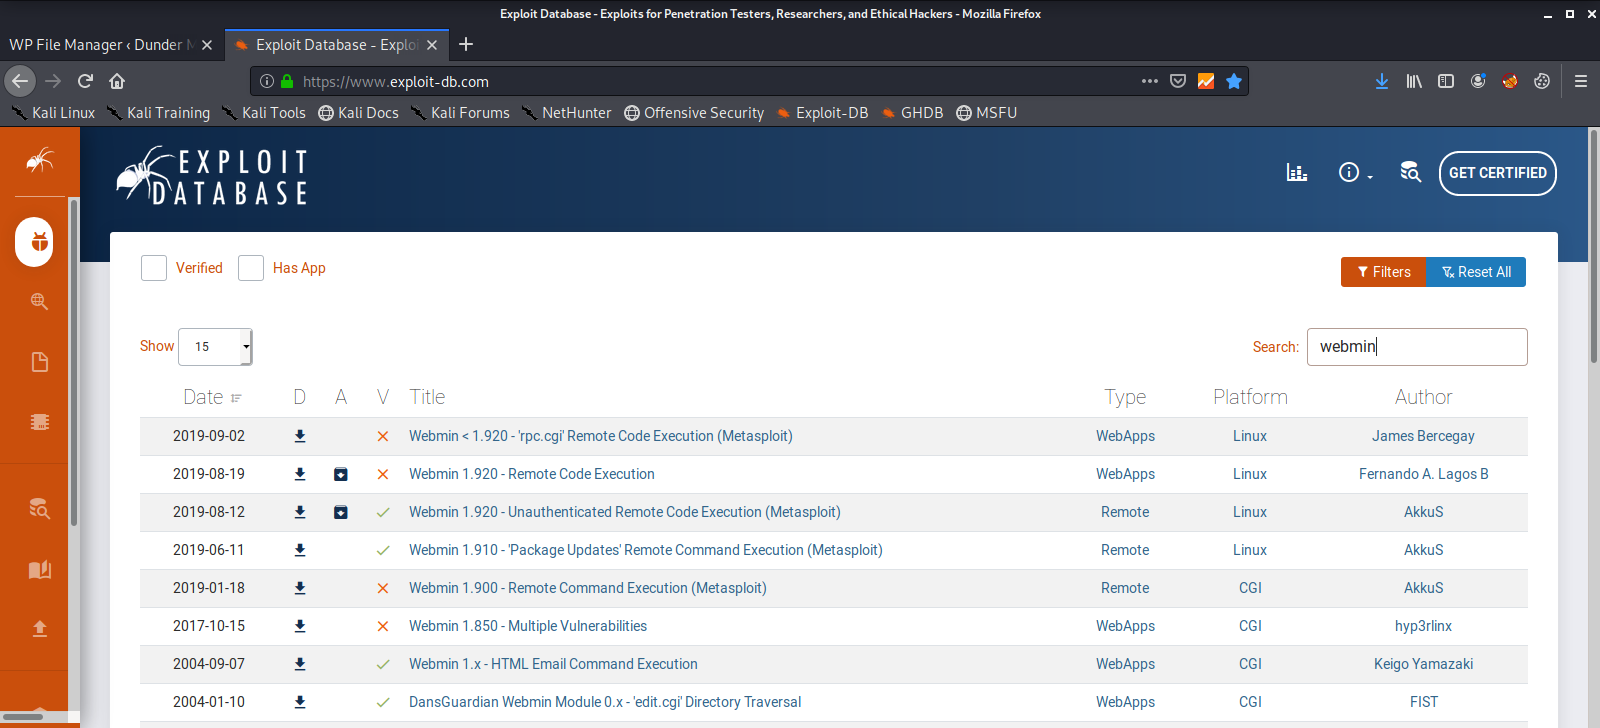 Exploit Database - Exploits for Penetration Testers, Researchers, and Ethical Hackers - Mozilla Firefox
WP File Manager ‹ Dunder Exploit Database - Explo
https://www.exploit-db.com
Kali Linux Kali Training Kali Tools Kali Docs Kali Forums NetHunter Offensive Security Exploit-DB GHDB MSFU
EXPLOIT
DATABASE
GET CERTIFIED
Verified Has App Filters Reset All
Show 15 Search: webmin
Date D A V Title Type Platform Author
2019-09-02 Webmin < 1.920 - 'rpc.cgi' Remote Code Execution (Metasploit) WebApps Linux James Bercegay
2019-08-19 Webmin 1.920 - Remote Code Execution WebApps Linux Fernando A. Lagos B
2019-08-12 Webmin 1.920 - Unauthenticated Remote Code Execution (Metasploit) Remote Linux AkkuS
2019-06-11 Webmin 1.910 - 'Package Updates' Remote Command Execution (Metasploit) Remote Linux AkkuS
2019-01-18 Webmin 1.900 - Remote Command Execution (Metasploit) Remote CGI AkkuS
2017-10-15 Webmin 1.850 - Multiple Vulnerabilities WebApps CGI hyp3rlinx
2004-09-07 Webmin 1.x - HTML Email Command Execution WebApps CGI Keigo Yamazaki
2004-01-10 DansGuardian Webmin Module 0.x - 'edit.cgi' Directory Traversal WebApps CGI FIST